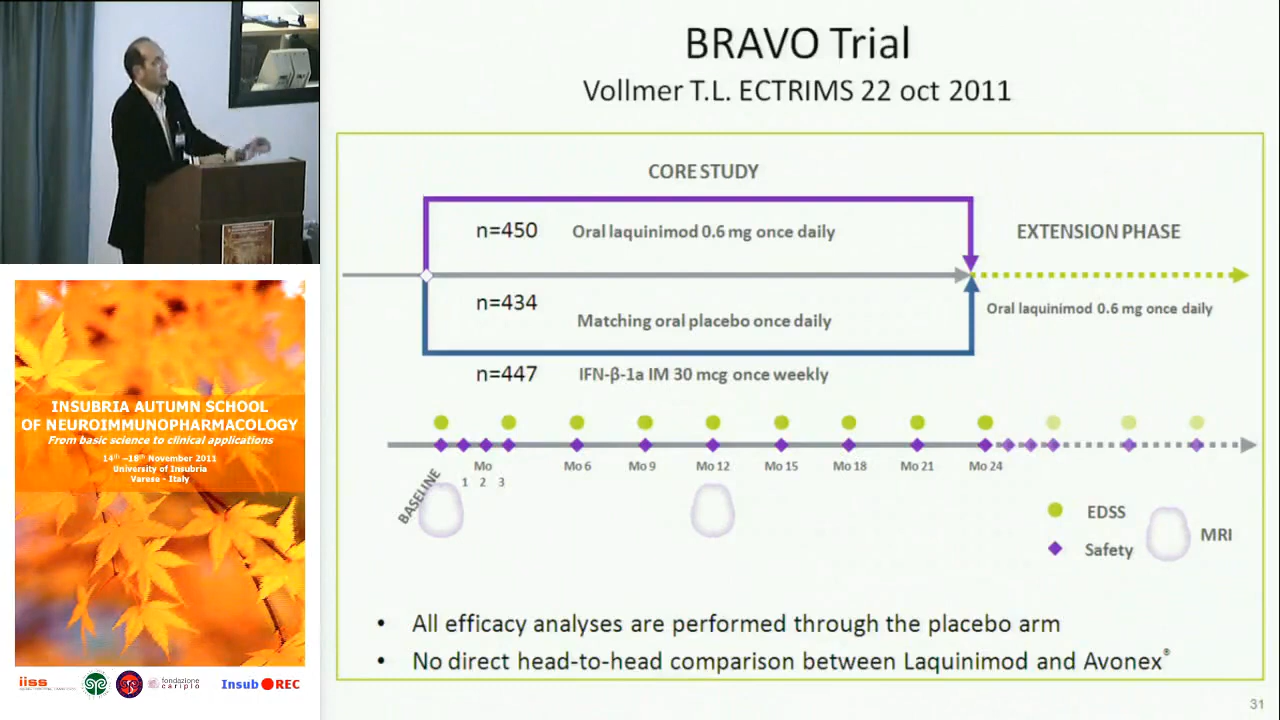 BRAVO Trial
Vollmer T.L. ECTRIMS 22 oct 2011
CORE STUDY
n=450 Oral laquinimod 0.6 mg once daily
EXTENSION PHASE
n=434
Matching oral placebo once daily
Oral laquinimod 0.6 mg once daily
n=447 IFN-β-1a IM 30 mcg once weekly
BASELINE
Mo
1 2 3
Mo 6 Mo 9 Mo 12 Mo 15 Mo 18 Mo 21 Mo 24
EDSS
Safety
MRI
• All efficacy analyses are performed through the placebo arm
• No direct head-to-head comparison between Laquinimod and Avonex®
31
INSUBRIA AUTUMN SCHOOL
OF NEUROIMMUNOPHARMACOLOGY
From basic science to clinical applications
14th –18th November 2011
University of Insubria
Varese - Italy
iiss
fondazione
cariplo
Insub REC